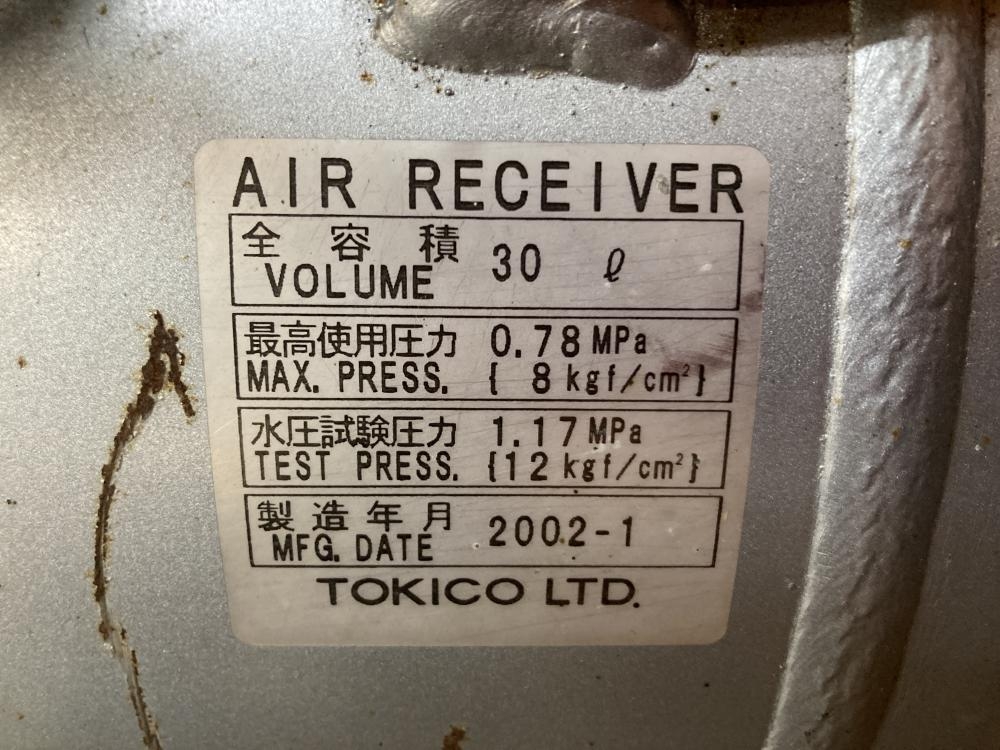 AIR RECEIVER
全容積 30 ℓ
VOLUME
最高使用圧力 0.78 MPa
MAX. PRESS. { 8 kgf/cm²}
水圧試験圧力 1.17 MPa
TEST PRESS. {12 kgf/cm²}
製造年月 2002-1
MFG. DATE
TOKICO LTD.